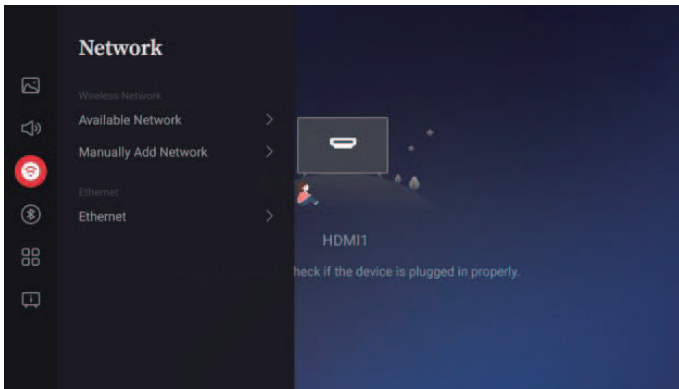 Network
Wireless Network
Available Network
Manually Add Network
Ethernet
Ethernet
HDMI1
heck if the device is plugged in properly.